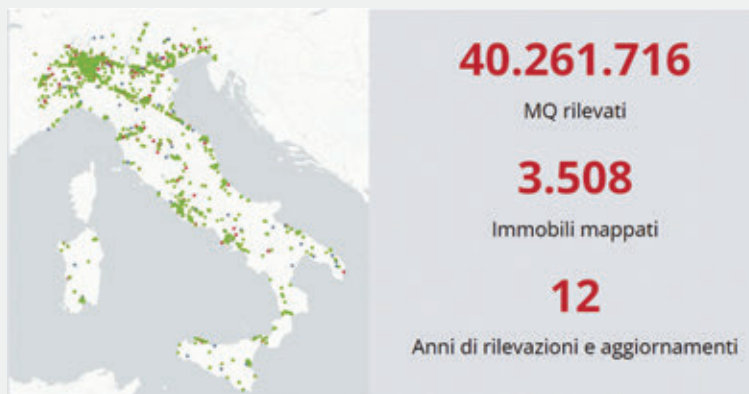 40.261.716
MQ rilevati
3.508
Immobili mappati
12
Anni di rilevazioni e aggiornamenti